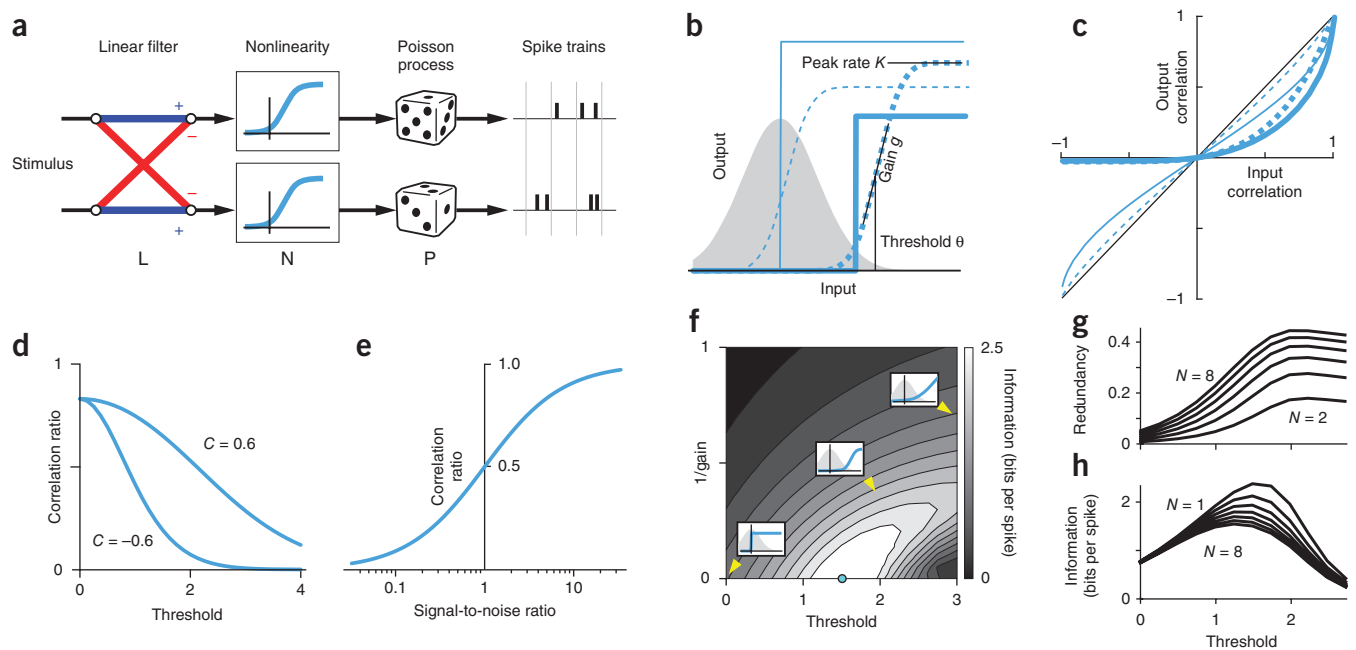 a
Linear filter
Nonlinearity
Poisson
process
Spike trains
Stimulus
+
−
−
+
L
N
P
b
Output
Peak rate K
Gain g
Threshold θ
Input
c
1
Output
correlation
−1
1
Input
correlation
−1
d
1
Correlation ratio
C = 0.6
C = −0.6
0
0
2
4
Threshold
e
1.0
Correlation
ratio
0.5
0.1
1
10
Signal-to-noise ratio
f
1
1/gain
0
0
1
2
3
Threshold
2.5
0
Information (bits per spike)
g
0.4
0.2
0
Redundancy
N = 8
N = 2
h
2
0
Information
(bits per spike)
N = 1
N = 8
0
1
2
Threshold